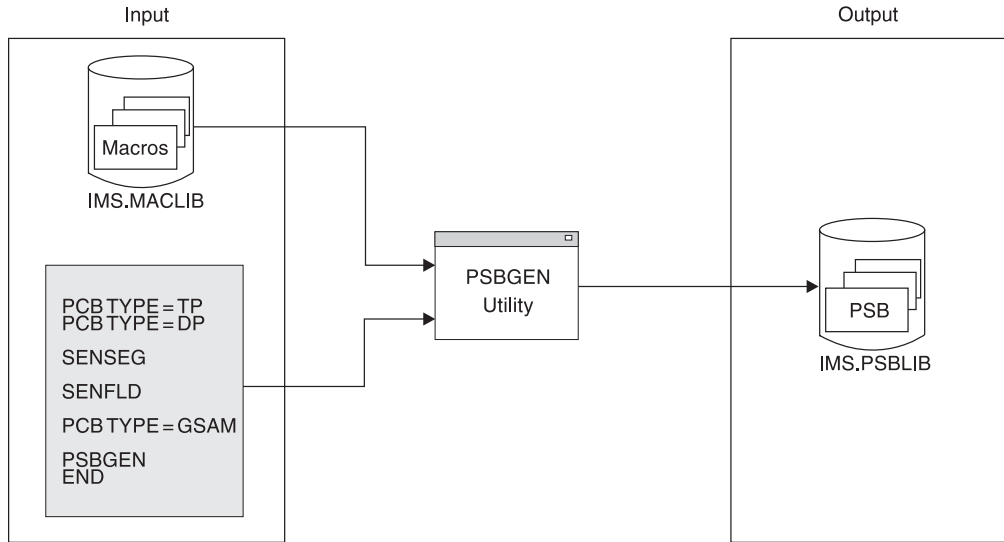 Input
Output
Macros
IMS.MACLIB
PCB TYPE=TP
PCB TYPE=DP
SENSEG
SENFLD
PCB TYPE=GSAM
PSBGEN
END
PSBGEN
Utility
PSB
IMS.PSBLIB